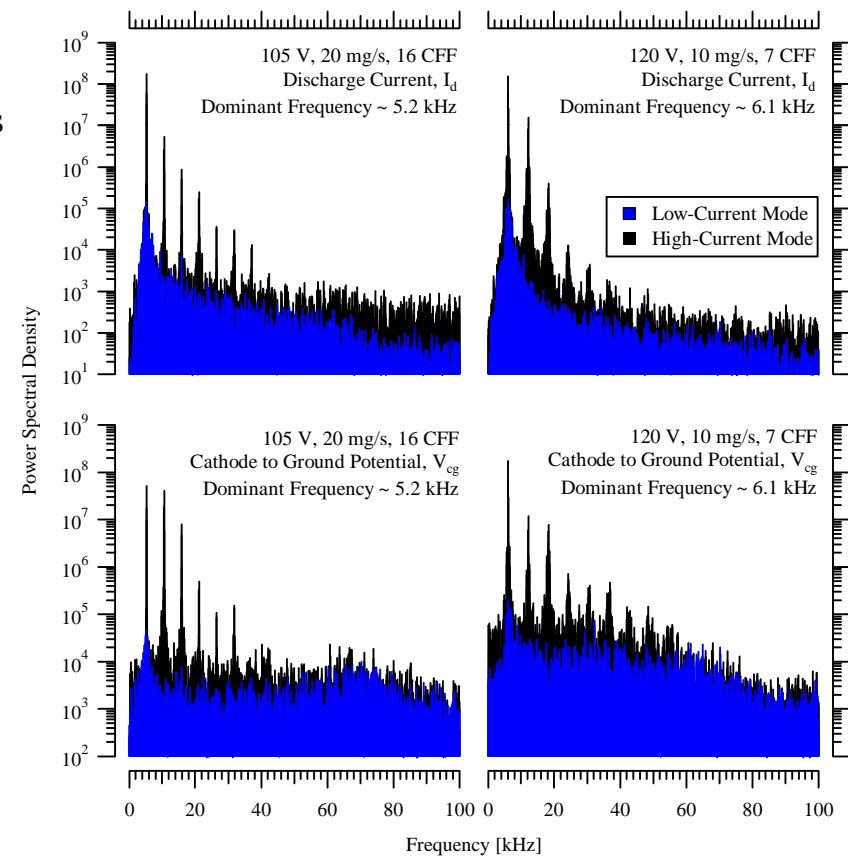 s
10^9
10^8
10^7
10^6
10^5
10^4
10^3
10^2
10^1
105 V, 20 mg/s, 16 CFF
Discharge Current, I_d
Dominant Frequency ~ 5.2 kHz
120 V, 10 mg/s, 7 CFF
Discharge Current, I_d
Dominant Frequency ~ 6.1 kHz
Low-Current Mode
High-Current Mode
Power Spectral Density
10^9
10^8
10^7
10^6
10^5
10^4
10^3
10^2
105 V, 20 mg/s, 16 CFF
Cathode to Ground Potential, V_cg
Dominant Frequency ~ 5.2 kHz
120 V, 10 mg/s, 7 CFF
Cathode to Ground Potential, V_cg
Dominant Frequency ~ 6.1 kHz
0 20 40 60 80 100 0 20 40 60 80 100
Frequency [kHz]